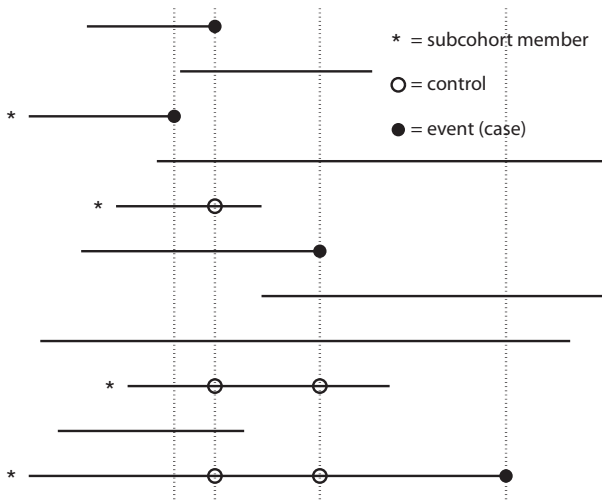 * = subcohort member
= control
= event (case)
*
*
*
*